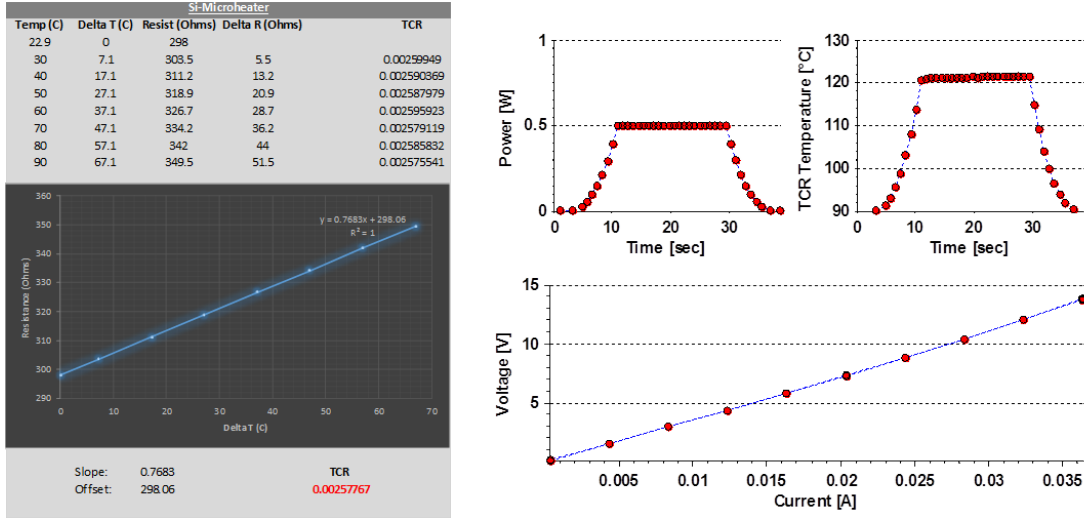 Si-Microheater
Temp (C) Delta T (C) Resist (Ohms) Delta R (Ohms) TCR
22.9 0 298
30 7.1 303.5 5.5 0.00259949
40 17.1 311.2 13.2 0.002590369
50 27.1 318.9 20.9 0.002587979
60 37.1 326.7 28.7 0.002595923
70 47.1 334.2 36.2 0.002579119
80 57.1 342 44 0.002585832
90 67.1 349.5 51.5 0.002575541
360
350
340
330
320
310
300
290
Resistance (Ohms)
y = 0.7683x + 298.06
R² = 1
0 10 20 30 40 50 60 70
Delta T (C)
Slope: 0.7683 TCR
Offset: 298.06 0.00257767
1
0.5
0
Power [W]
10 20 30
Time [sec]
130
120
110
100
90
TCR Temperature [°C]
10 20 30
Time [sec]
15
10
5
Voltage [V]
0.005 0.01 0.015 0.02 0.025 0.03 0.035
Current [A]